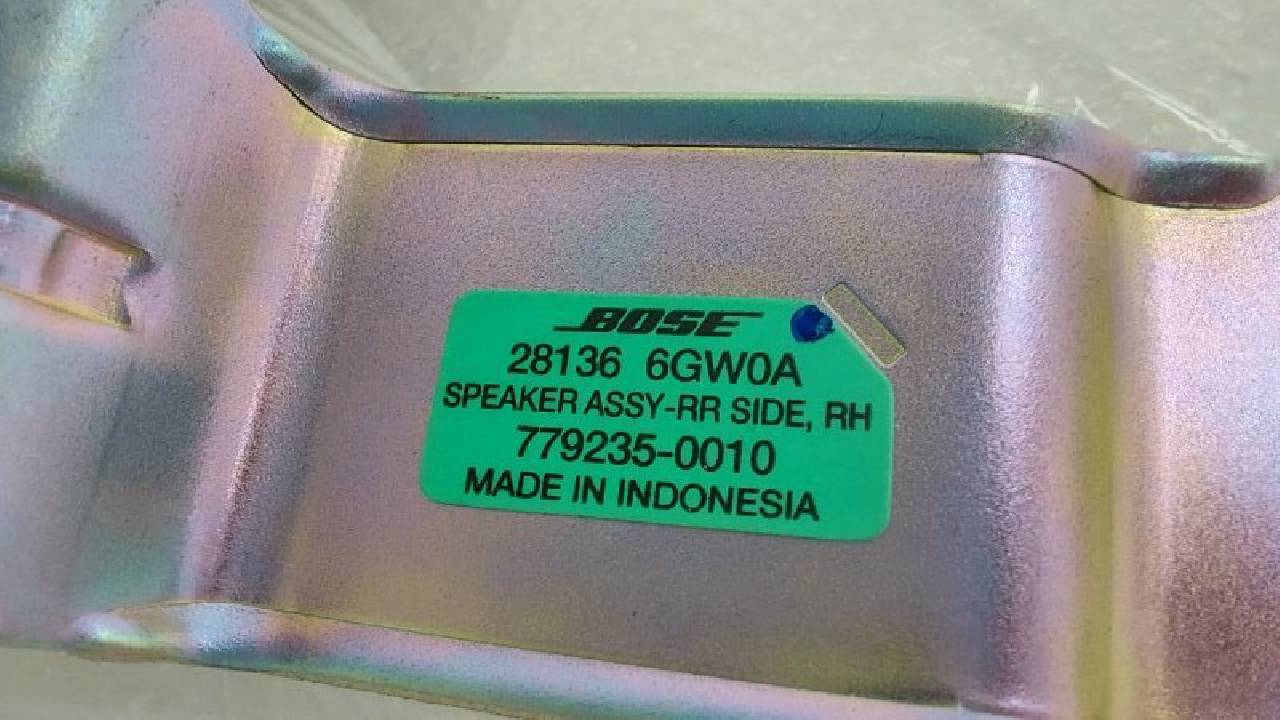 BOSE
28136 6GW0A
SPEAKER ASSY-RR SIDE, RH
779235-0010
MADE IN INDONESIA